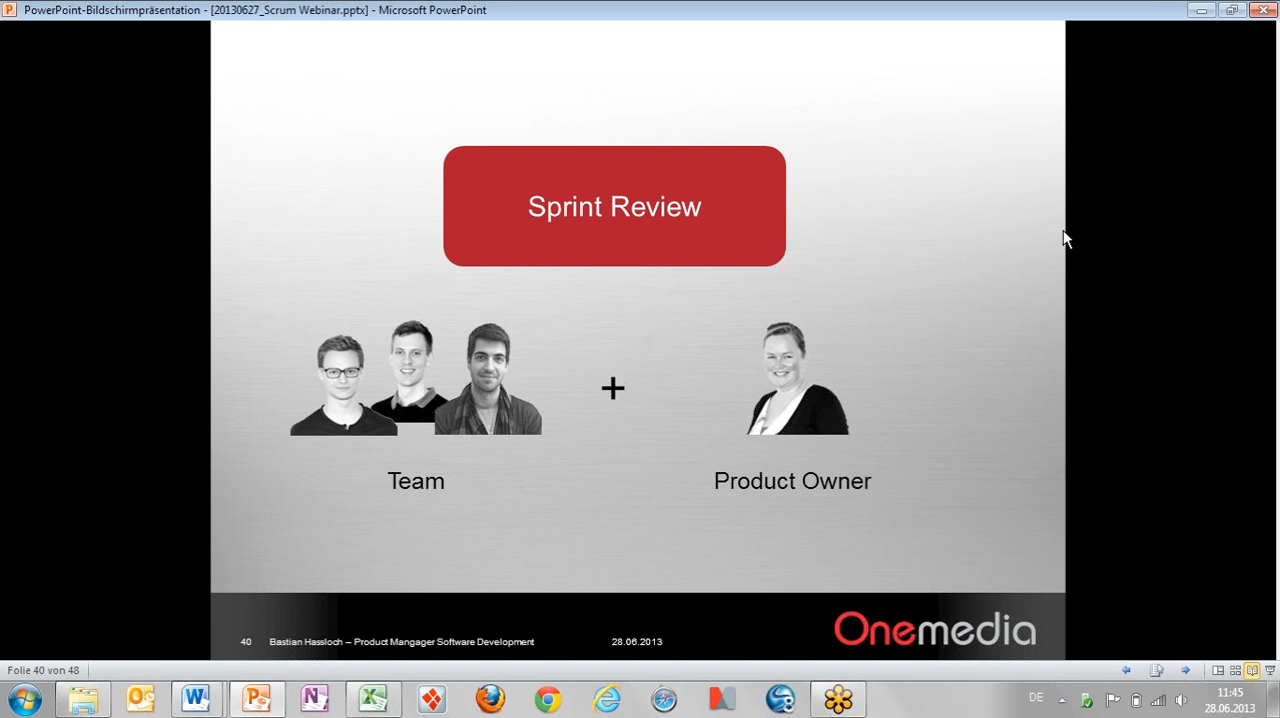 PowerPoint-Bildschirmpräsentation - [20130627_Scrum Webinar.pptx] - Microsoft PowerPoint
Sprint Review
+
Team
Product Owner
40 Bastian Hassloch – Product Mangager Software Development 28.06.2013
Onemedia
Folie 40 von 48
DE
11:45
28.06.2013